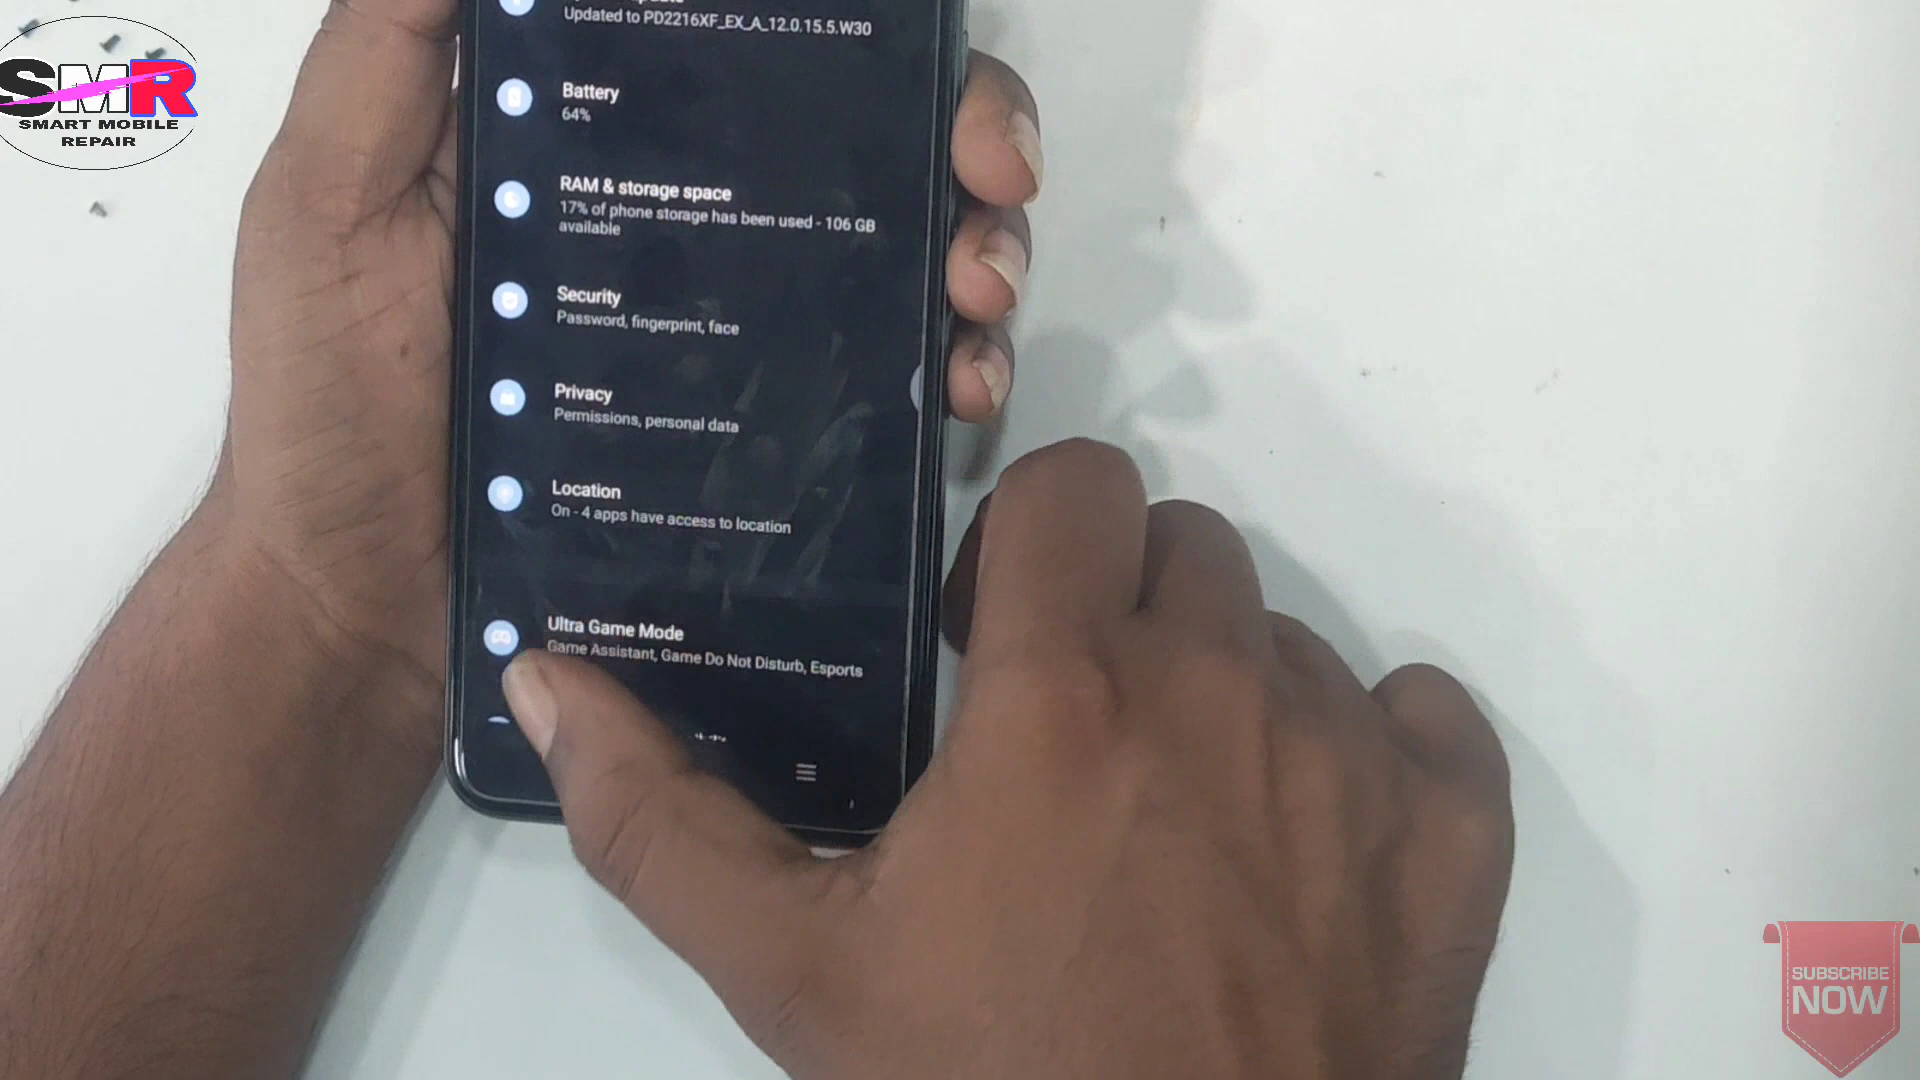 Updated to PD2216XF_EX_A_12.0.15.5.W30
SMR
SMART MOBILE
REPAIR
Battery
64%
RAM & storage space
17% of phone storage has been used - 106 GB
available
Security
Password, fingerprint, face
Privacy
Permissions, personal data
Location
On - 4 apps have access to location
Ultra Game Mode
Game Assistant, Game Do Not Disturb, Esports
SUBSCRIBE
NOW